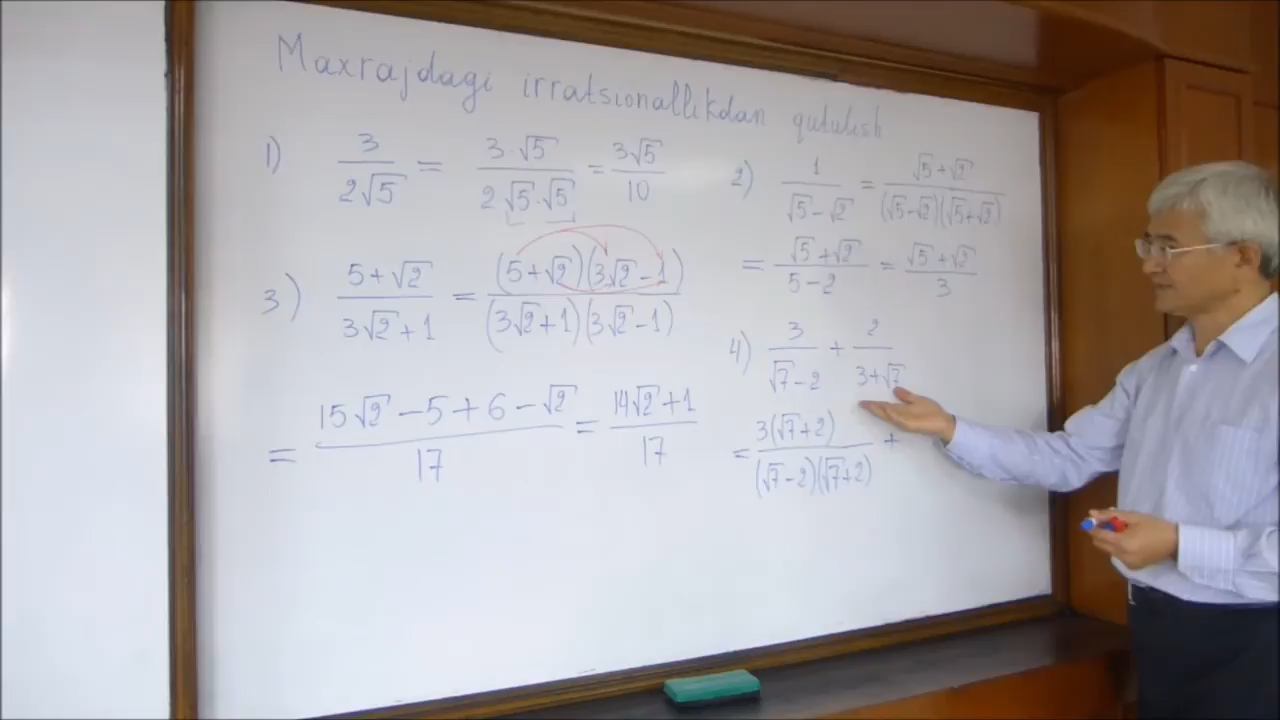 Maxrajdagi irratsionallikdan qutulish
1) 3/(2√5) = (3·√5)/(2√5·√5) = 3√5/10
2) 1/(√5-√2) = (√5+√2)/((√5-√2)(√5+√2))
= (√5+√2)/(5-2) = (√5+√2)/3
3) (5+√2)/(3√2+1) = ((5+√2)(3√2-1))/((3√2+1)(3√2-1))
= (15√2-5+6-√2)/17 = (14√2+1)/17
4) 3/(√7-2) + 2/(3+√7)
= 3(√7+2)/((√7-2)(√7+2)) +